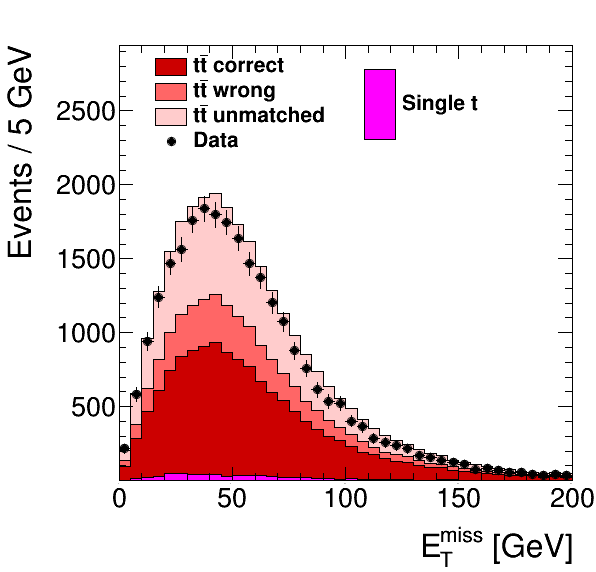 Events / 5 GeV
tt̄ correct
tt̄ wrong
tt̄ unmatched
Data
Single t
2500
2000
1500
1000
500
0 50 100 150 200
E_T^miss [GeV]